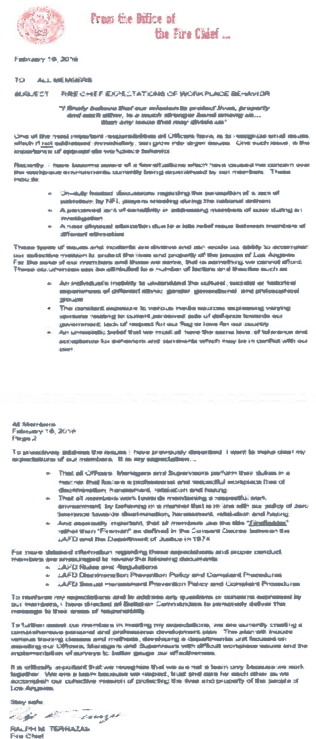 From the Office of
the Fire Chief ...
February 19, 2016
TO ALL MEMBERS
SUBJECT FIRE CHIEF EXPECTATIONS OF WORKPLACE BEHAVIOR
"I firmly believe that our mission to protect lives, property
and each other, is a much stronger bond among us...
than any issue that may divide us"
One of the most important responsibilities all Officers have, is to recognize small issues,
which if not addressed immediately, can grow into larger issues. One such issue, is the
importance of appropriate workplace behavior.
Recently, I have become aware of a few situations which have caused me concern over
the workplace environments currently being experienced by our members. These
include:
heated discussions regarding the perception of a lack of
patriotism by NFL players kneeling during the national anthem
A perceived lack of sensitivity in addressing members of color during an
investigation
A near physical altercation due to a late relief issue between members of
different ethnicities
These types of issues and incidents are divisive and can erode our ability to accomplish
our collective mission to protect the lives and property of the people of Los Angeles.
For the sake of our members and those we serve, that is something we cannot afford.
These occurrences can be attributed to a number of factors and theories such as
An individual's inability to understand the cultural, societal or historical
experiences of different ethnic, gender, generational and philosophical
groups
The constant exposure to various media sources expressing varying
opinions relating to current perceived state of defiance towards our
government, lack of respect for our flag or love for our country
An unrealistic belief that we must all have the same level of tolerance and
acceptance for behaviors and comments which may be in conflict with our
own
All Members
February 19, 2016
Page 2
To proactively address the issues I have previously described, I want to make clear my
expectations of our members. It is my expectation...
That all Officers, Managers and Supervisors perform their duties in a
manner that fosters a professional and respectful workplace free of
discrimination, harassment, retaliation and hazing
That all members work towards maintaining a respectful work
environment, by behaving in a manner that is in line with our policy of zero
tolerance towards discrimination, harassment, retaliation and hazing
And especially important, that all members use the title "Firefighter"
rather than "Fireman" as defined in the Consent Decree between the
LAFD and the Department of Justice in 1974
For more detailed information regarding these expectations and proper conduct
members are encouraged to review the following documents
LAFD Rules and Regulations
LAFD Discrimination Prevention Policy and Complaint Procedures
LAFD Sexual Harassment Prevention Policy and Complaint Procedures
To reinforce my expectations and to address any questions or concerns expressed by
our members, I have directed all Battalion Commanders to personally deliver this
message to their areas of responsibility
To further assist our members in meeting my expectations, we are currently creating a
comprehensive personal and professional development plan. This plan will include
various training classes and methods, developing a departmental unit focused on
assisting our Officers, Managers and Supervisors with difficult workplace issues and the
implementation of surveys to better gauge our effectiveness.
It is critically important that we recognize that we are not a team only because we work
together. We are a team because we respect, trust and care for each other as we
accomplish our collective mission of protecting the lives and property of the people of
Los Angeles.
Stay safe
RALPH M. TERRAZAS
Fire Chief